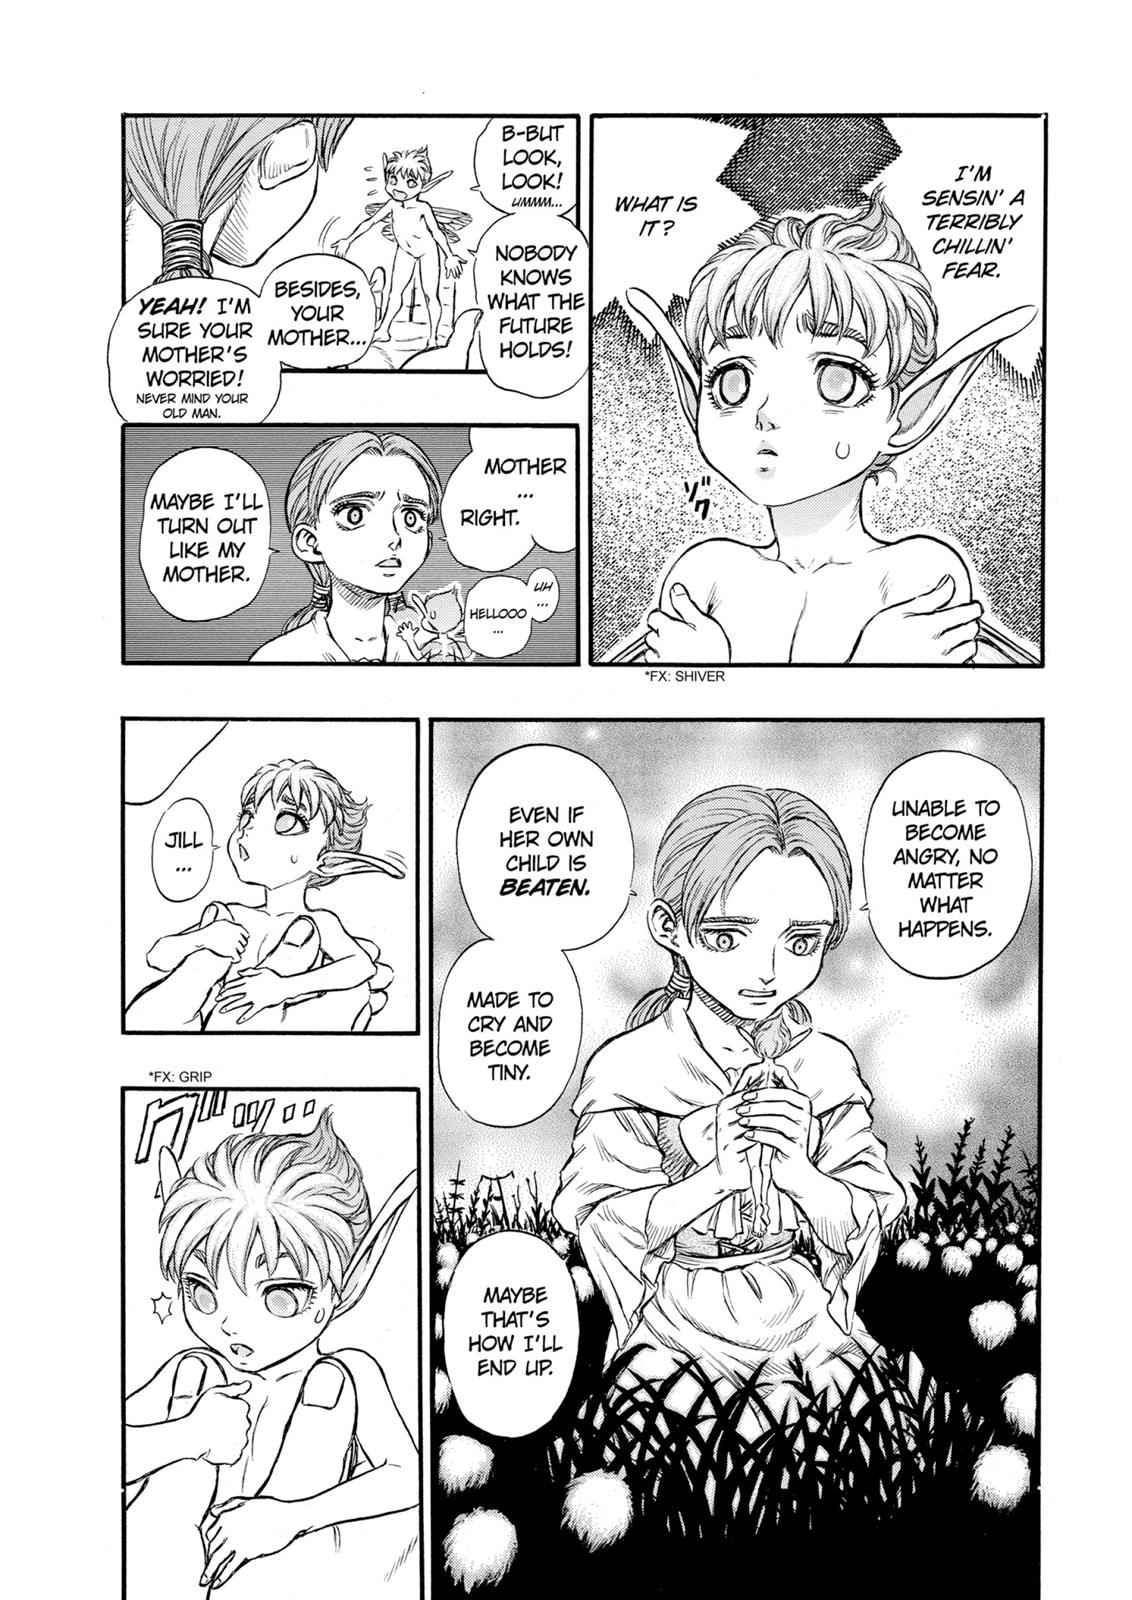 I'M
SENSIN' A
TERRIBLY
CHILLIN'
FEAR.
WHAT IS
IT?
ゾク
*FX: SHIVER
B-BUT
LOOK,
LOOK!
UMMM...
NOBODY
KNOWS
WHAT THE
FUTURE
HOLDS!
BESIDES,
YOUR
MOTHER...
YEAH! I'M
SURE YOUR
MOTHER'S
WORRIED!
NEVER MIND YOUR
OLD MAN.
MOTHER
...
RIGHT.
UH
...
HELLOOO
...
MAYBE I'LL
TURN OUT
LIKE MY
MOTHER.
UNABLE TO
BECOME
ANGRY, NO
MATTER
WHAT
HAPPENS.
EVEN IF
HER OWN
CHILD IS
BEATEN.
MADE TO
CRY AND
BECOME
TINY.
MAYBE
THAT'S
HOW I'LL
END UP.
JILL
...
*FX: GRIP
グッ‥